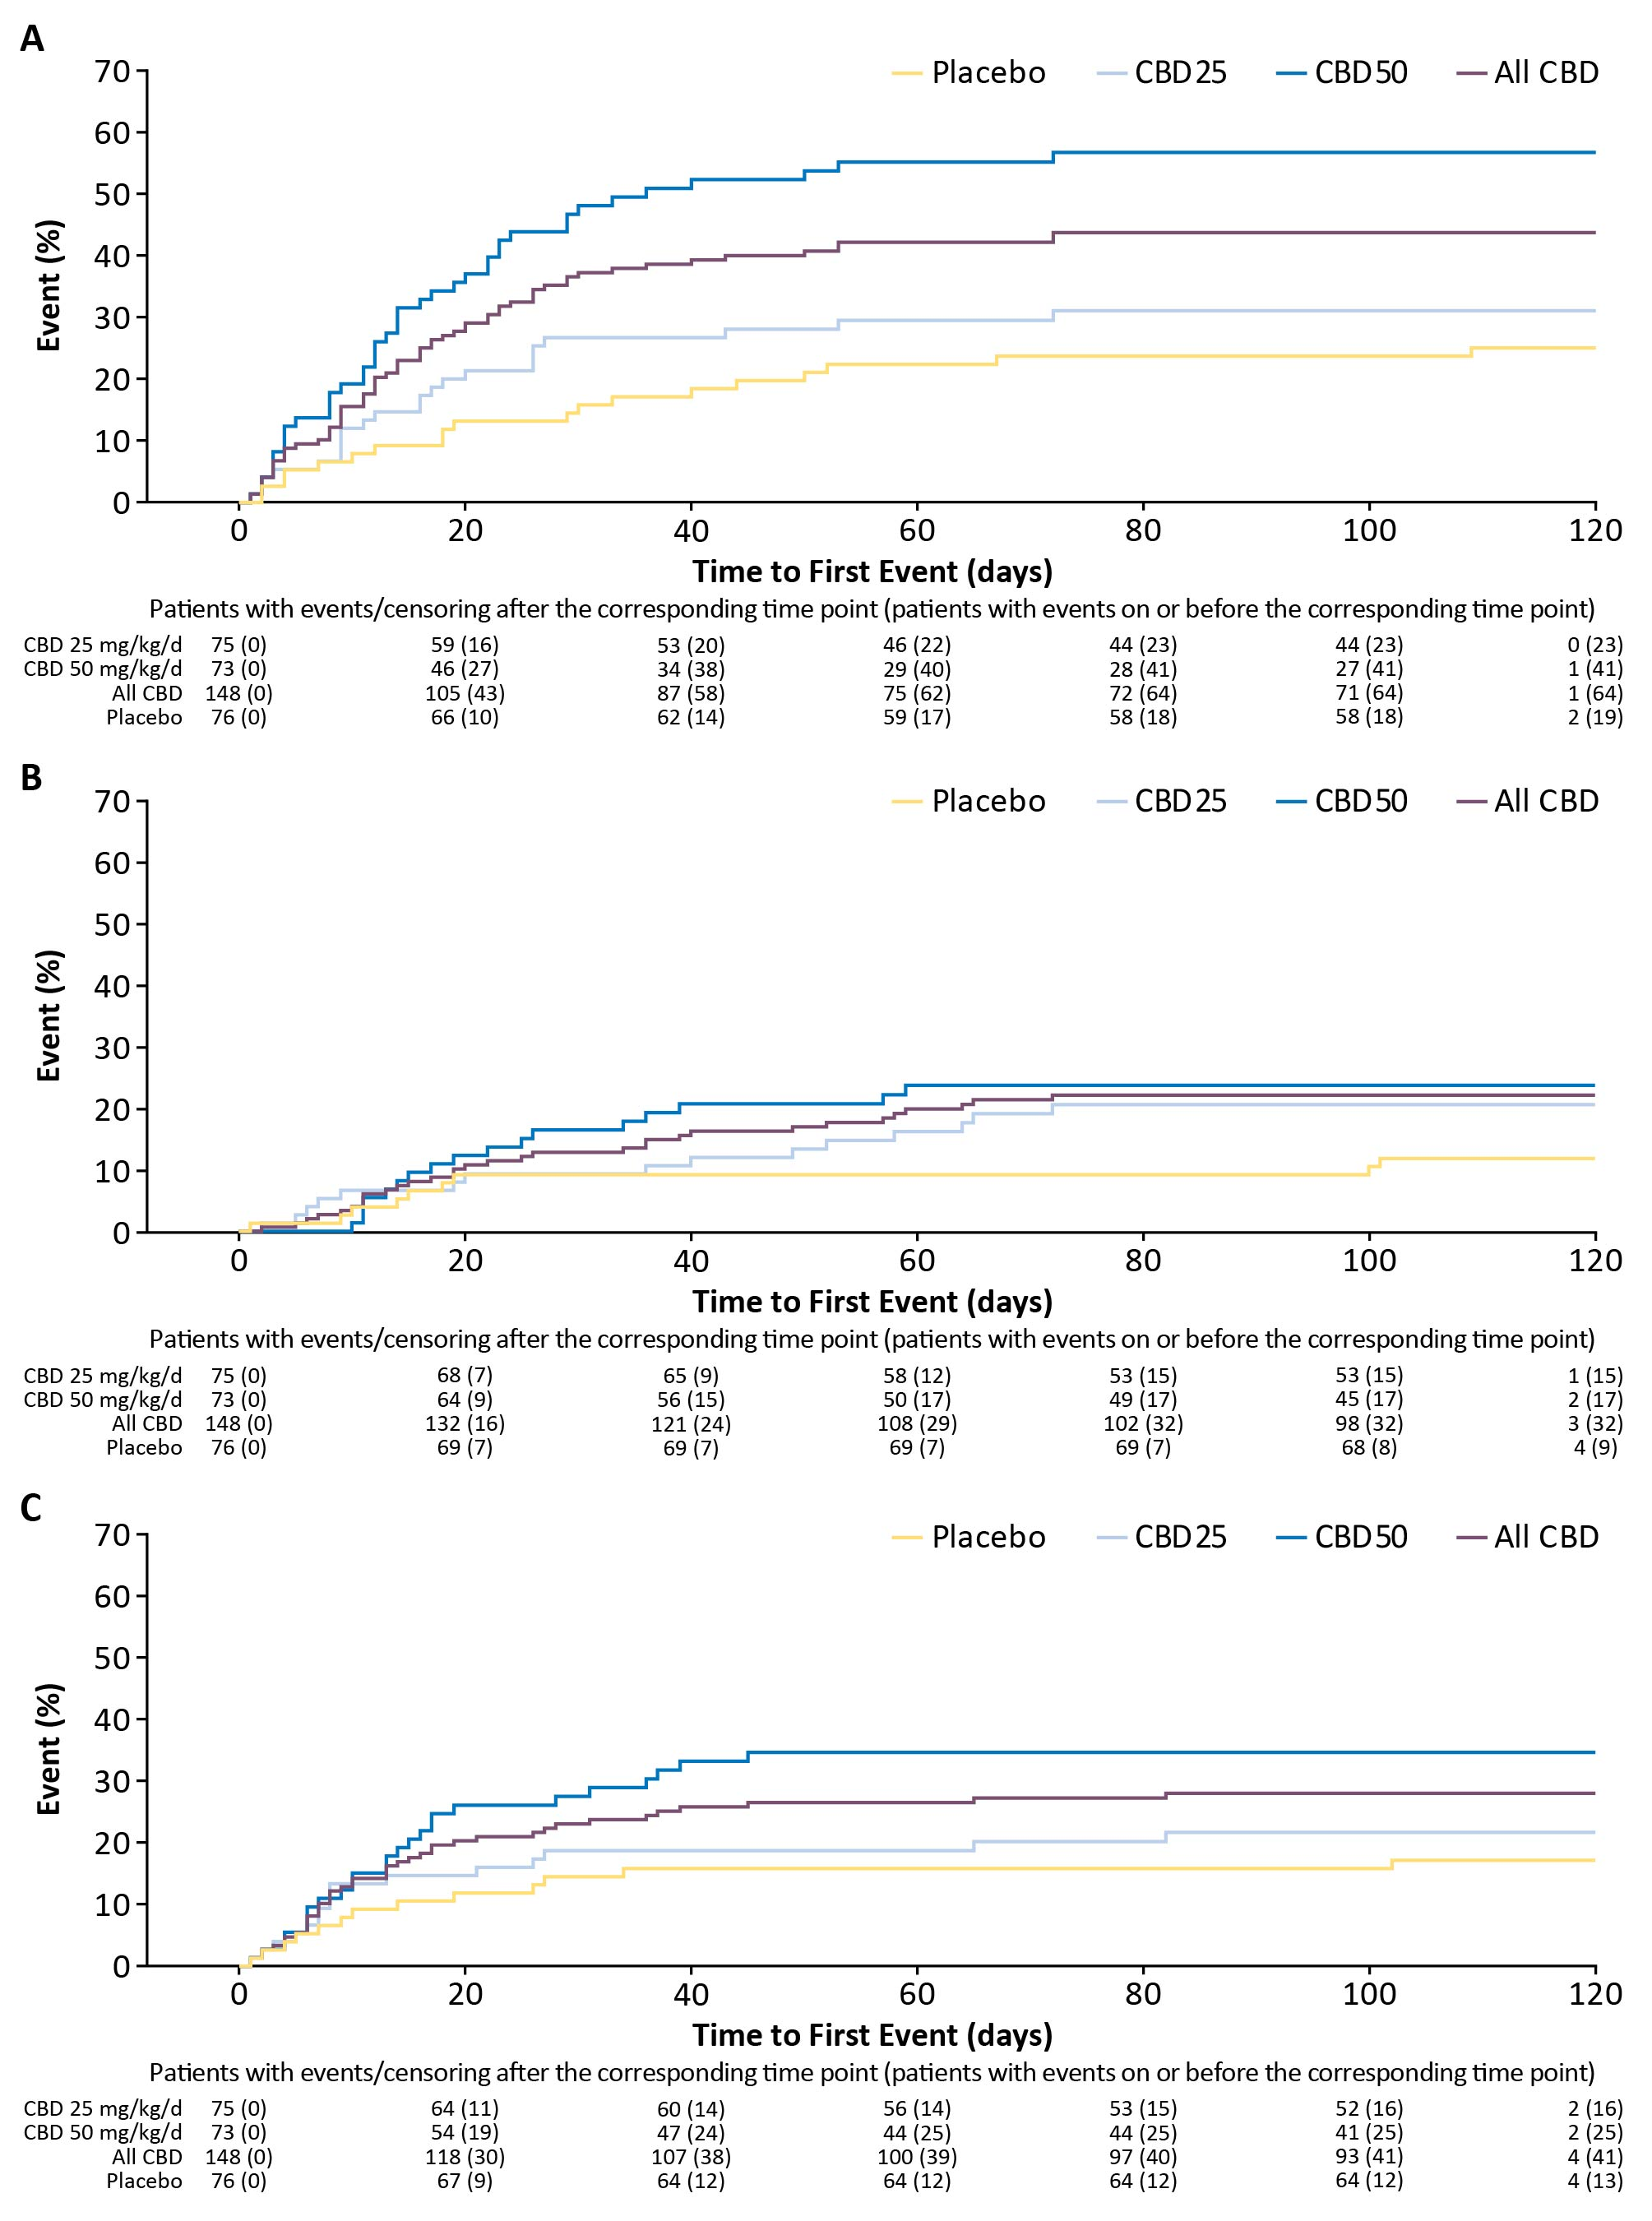 A
Placebo CBD25 CBD50 All CBD
70
60
50
40
30
20
10
0
Event (%)
0 20 40 60 80 100 120
Time to First Event (days)
Patients with events/censoring after the corresponding time point (patients with events on or before the corresponding time point)
CBD 25 mg/kg/d 75 (0) 59 (16) 53 (20) 46 (22) 44 (23) 44 (23) 0 (23)
CBD 50 mg/kg/d 73 (0) 46 (27) 34 (38) 29 (40) 28 (41) 27 (41) 1 (41)
All CBD 148 (0) 105 (43) 87 (58) 75 (62) 72 (64) 71 (64) 1 (64)
Placebo 76 (0) 66 (10) 62 (14) 59 (17) 58 (18) 58 (18) 2 (19)
B
Placebo CBD25 CBD50 All CBD
70
60
50
40
30
20
10
0
Event (%)
0 20 40 60 80 100 120
Time to First Event (days)
Patients with events/censoring after the corresponding time point (patients with events on or before the corresponding time point)
CBD 25 mg/kg/d 75 (0) 68 (7) 65 (9) 58 (12) 53 (15) 53 (15) 1 (15)
CBD 50 mg/kg/d 73 (0) 64 (9) 56 (15) 50 (17) 49 (17) 45 (17) 2 (17)
All CBD 148 (0) 132 (16) 121 (24) 108 (29) 102 (32) 98 (32) 3 (32)
Placebo 76 (0) 69 (7) 69 (7) 69 (7) 69 (7) 68 (8) 4 (9)
C
Placebo CBD25 CBD50 All CBD
70
60
50
40
30
20
10
0
Event (%)
0 20 40 60 80 100 120
Time to First Event (days)
Patients with events/censoring after the corresponding time point (patients with events on or before the corresponding time point)
CBD 25 mg/kg/d 75 (0) 64 (11) 60 (14) 56 (14) 53 (15) 52 (16) 2 (16)
CBD 50 mg/kg/d 73 (0) 54 (19) 47 (24) 44 (25) 44 (25) 41 (25) 2 (25)
All CBD 148 (0) 118 (30) 107 (38) 100 (39) 97 (40) 93 (41) 4 (41)
Placebo 76 (0) 67 (9) 64 (12) 64 (12) 64 (12) 64 (12) 4 (13)